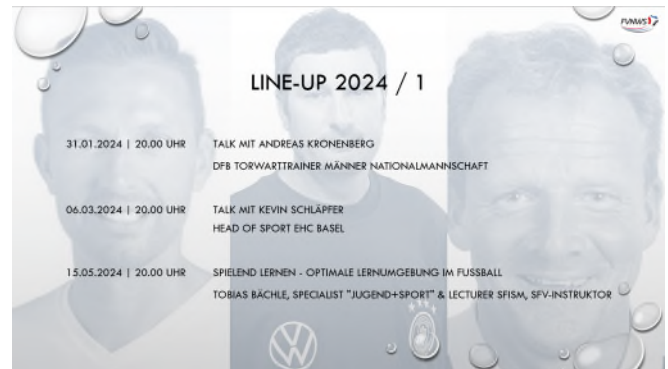 FVNWS
LINE-UP 2024 / 1
31.01.2024 | 20.00 UHR TALK MIT ANDREAS KRONENBERG
DFB TORWARTTRAINER MÄNNER NATIONALMANNSCHAFT
06.03.2024 | 20.00 UHR TALK MIT KEVIN SCHLÄPFER
HEAD OF SPORT EHC BASEL
15.05.2024 | 20.00 UHR SPIELEND LERNEN - OPTIMALE LERNUMGEBUNG IM FUSSBALL
TOBIAS BÄCHLE, SPECIALIST "JUGEND+SPORT" & LECTURER SFISM, SFV-INSTRUKTOR